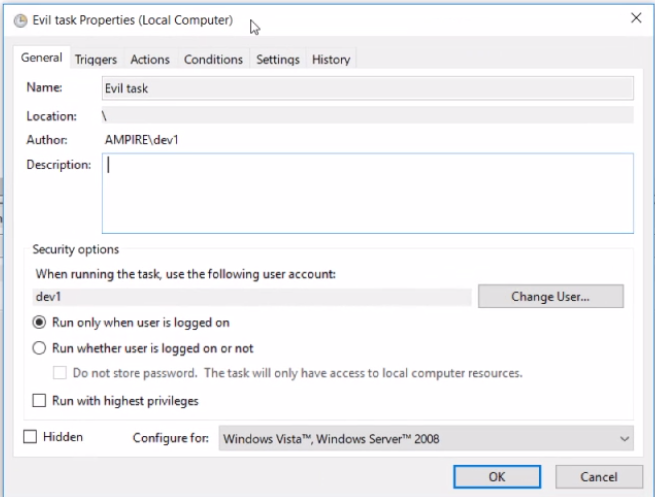 Evil task Properties (Local Computer)
General Triggers Actions Conditions Settings History
Name: Evil task
Location: \
Author: AMPIRE\dev1
Description:
Security options
When running the task, use the following user account:
dev1 Change User...
Run only when user is logged on
Run whether user is logged on or not
Do not store password. The task will only have access to local computer resources.
Run with highest privileges
Hidden Configure for: Windows Vista™, Windows Server™ 2008
OK Cancel